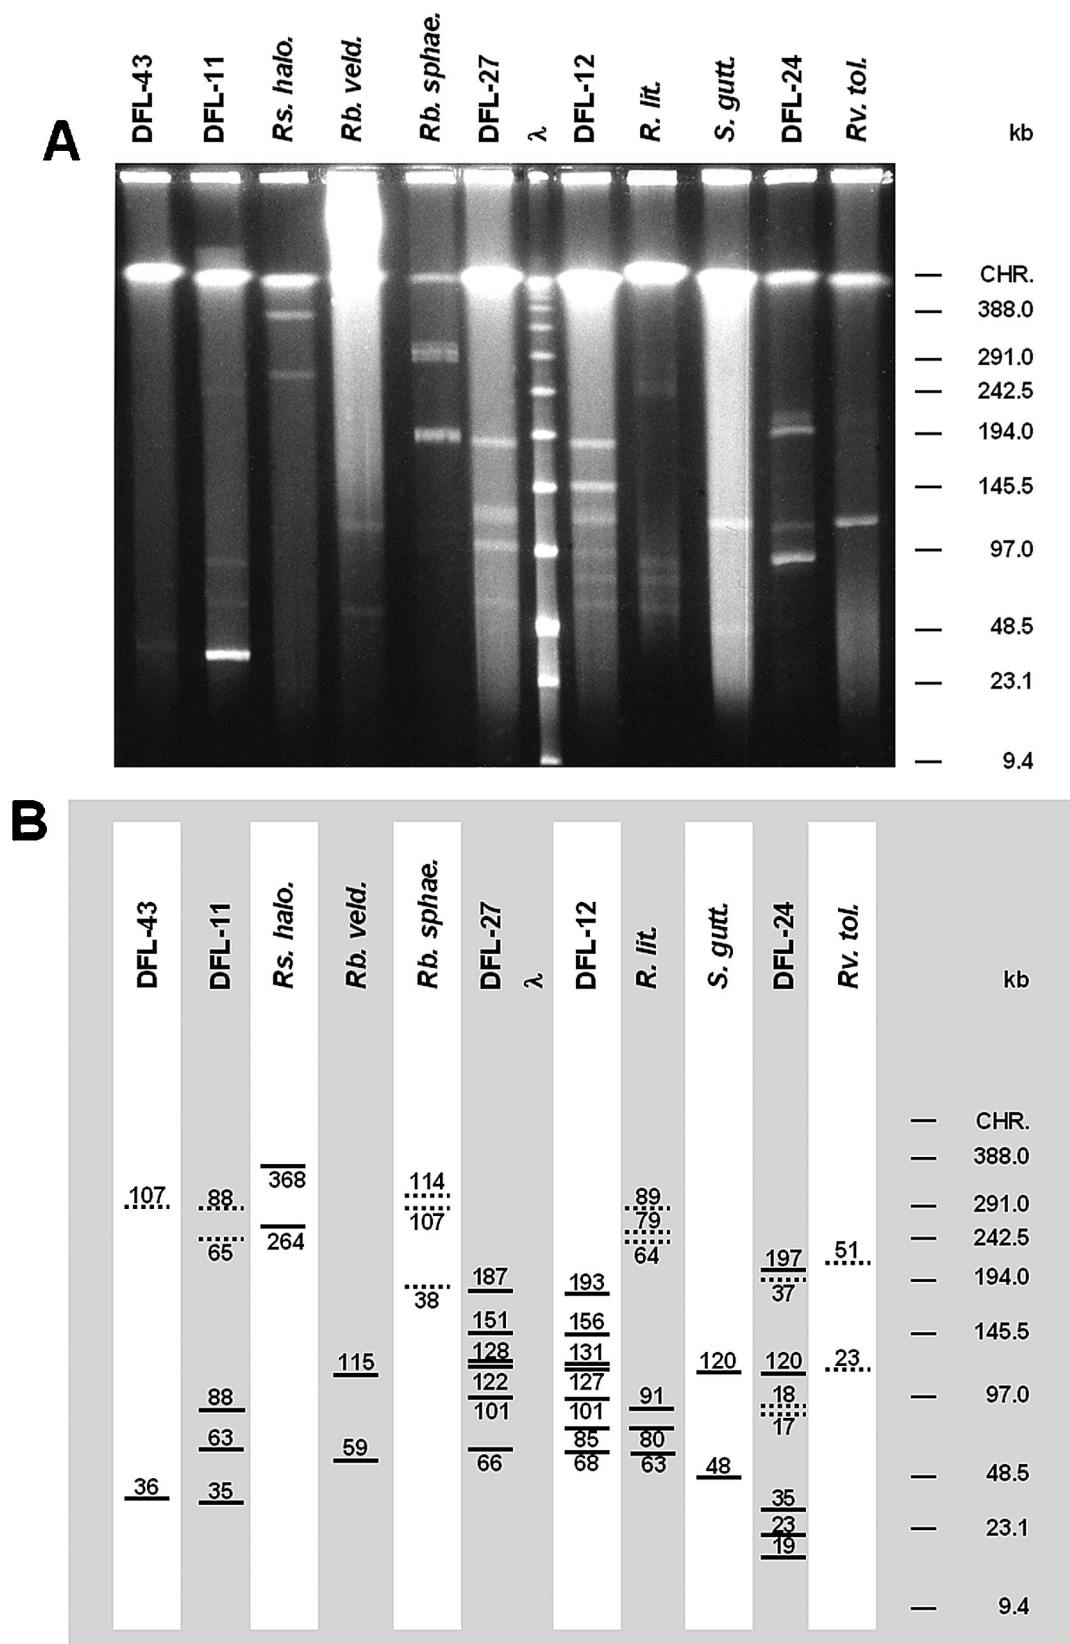 A
DFL-43 DFL-11 Rs. halo. Rb. veld. Rb. sphae. DFL-27 λ DFL-12 R. lit. S. gutt. DFL-24 Rv. tol. kb
CHR.
388.0
291.0
242.5
194.0
145.5
97.0
48.5
23.1
9.4
B
DFL-43 DFL-11 Rs. halo. Rb. veld. Rb. sphae. DFL-27 λ DFL-12 R. lit. S. gutt. DFL-24 Rv. tol. kb
CHR.
388.0
368 114
107 88 89 291.0
107 79
264 242.5
65 64 51
197
187 193 37 194.0
38
151 156 145.5
128 131 23
115 120 120
122 127
91 18 97.0
88 101 101
17
63 85 80
59 66 68 63
48 48.5
36 35 35
23 23.1
19
9.4